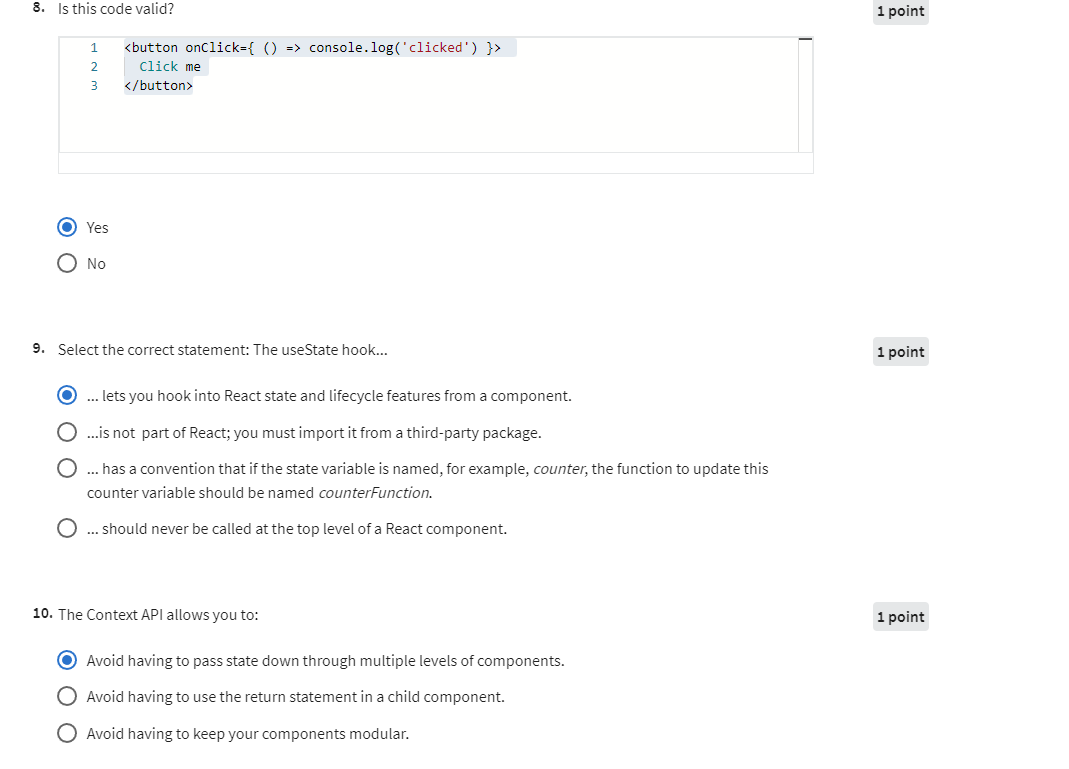 8. Is this code valid?
1 point
1 <button onClick={ () => console.log('clicked') }>
2 Click me
3 </button>
Yes
No
9. Select the correct statement: The useState hook...
1 point
... lets you hook into React state and lifecycle features from a component.
...is not part of React; you must import it from a third-party package.
... has a convention that if the state variable is named, for example, counter, the function to update this
counter variable should be named counterFunction.
... should never be called at the top level of a React component.
10. The Context API allows you to:
1 point
Avoid having to pass state down through multiple levels of components.
Avoid having to use the return statement in a child component.
Avoid having to keep your components modular.